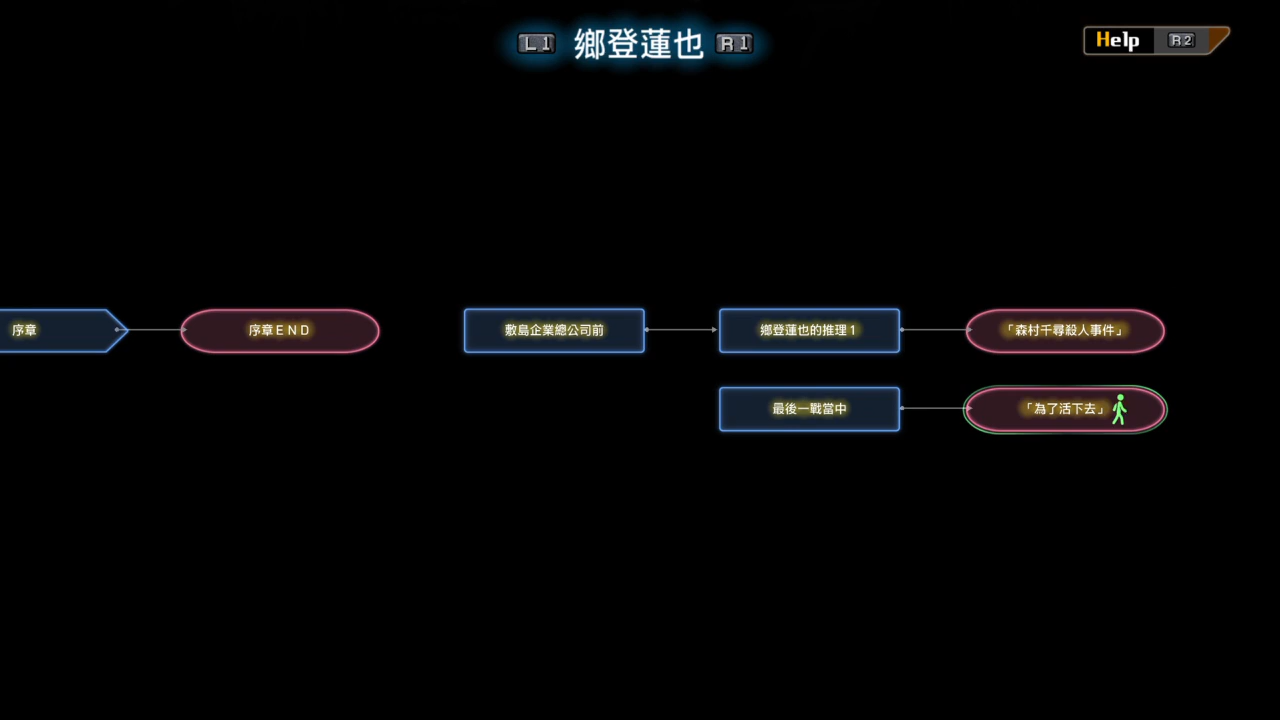 L1 鄉登蓮也 R1
Help R2
序章
序章END
敷島企業總公司前
鄉登蓮也的推理1
「森村千尋殺人事件」
最後一戰當中
「為了活下去」